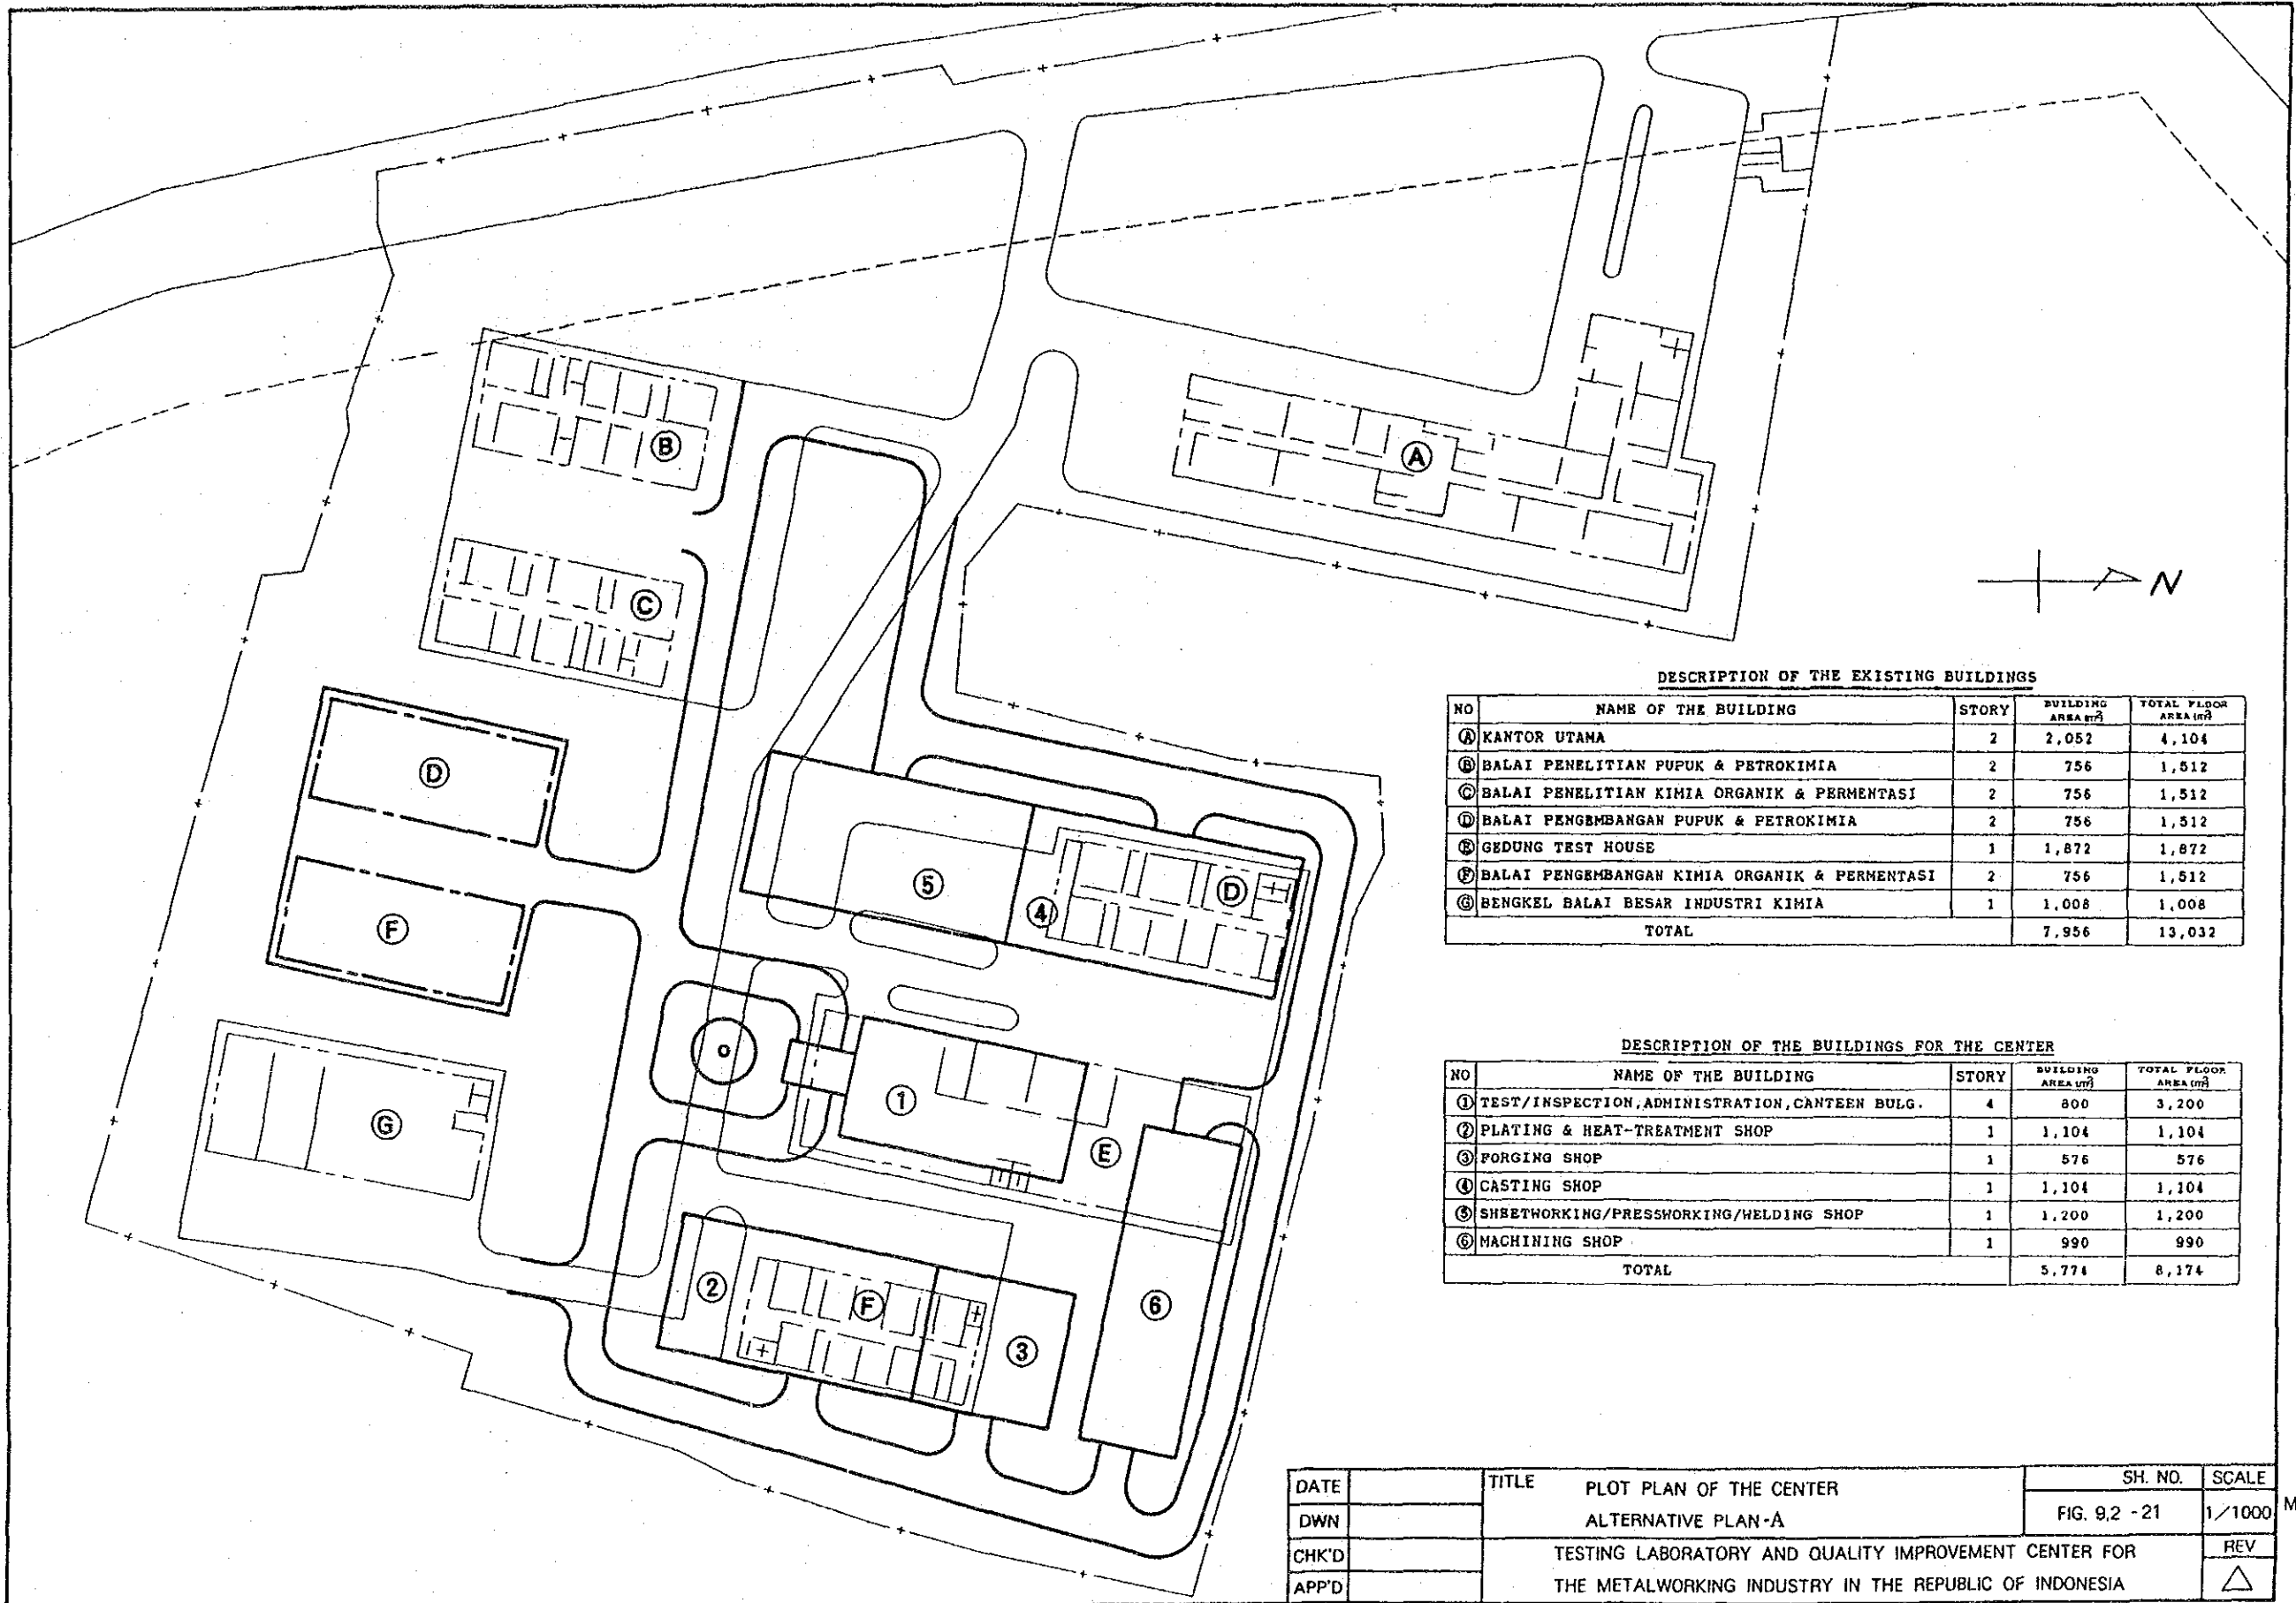 B
A
C
N
D
F
G
5
4
D
1
E
2
F
3
6
DESCRIPTION OF THE EXISTING BUILDINGS
NO NAME OF THE BUILDING STORY BUILDING AREA (m²) TOTAL FLOOR AREA (m²)
A KANTOR UTAMA 2 2,052 4,104
B BALAI PENELITIAN PUPUK & PETROKIMIA 2 756 1,512
C BALAI PENELITIAN KIMIA ORGANIK & PERMENTASI 2 756 1,512
D BALAI PENGEMBANGAN PUPUK & PETROKIMIA 2 756 1,512
E GEDUNG TEST HOUSE 1 1,872 1,872
F BALAI PENGEMBANGAN KIMIA ORGANIK & PERMENTASI 2 756 1,512
G BENGKEL BALAI BESAR INDUSTRI KIMIA 1 1,008 1,008
TOTAL 7,956 13,032
DESCRIPTION OF THE BUILDINGS FOR THE CENTER
NO NAME OF THE BUILDING STORY BUILDING AREA (m²) TOTAL FLOOR AREA (m²)
1 TEST/INSPECTION, ADMINISTRATION, CANTEEN BULG. 4 800 3,200
2 PLATING & HEAT-TREATMENT SHOP 1 1,104 1,104
3 FORGING SHOP 1 576 576
4 CASTING SHOP 1 1,104 1,104
5 SHEETWORKING/PRESSWORKING/WELDING SHOP 1 1,200 1,200
6 MACHINING SHOP 1 990 990
TOTAL 5,774 8,174
DATE
DWN
CHK'D
APP'D
TITLE PLOT PLAN OF THE CENTER
ALTERNATIVE PLAN-A
SH. NO. SCALE
FIG. 9.2 -21 1/1000 M
TESTING LABORATORY AND QUALITY IMPROVEMENT CENTER FOR
THE METALWORKING INDUSTRY IN THE REPUBLIC OF INDONESIA
REV